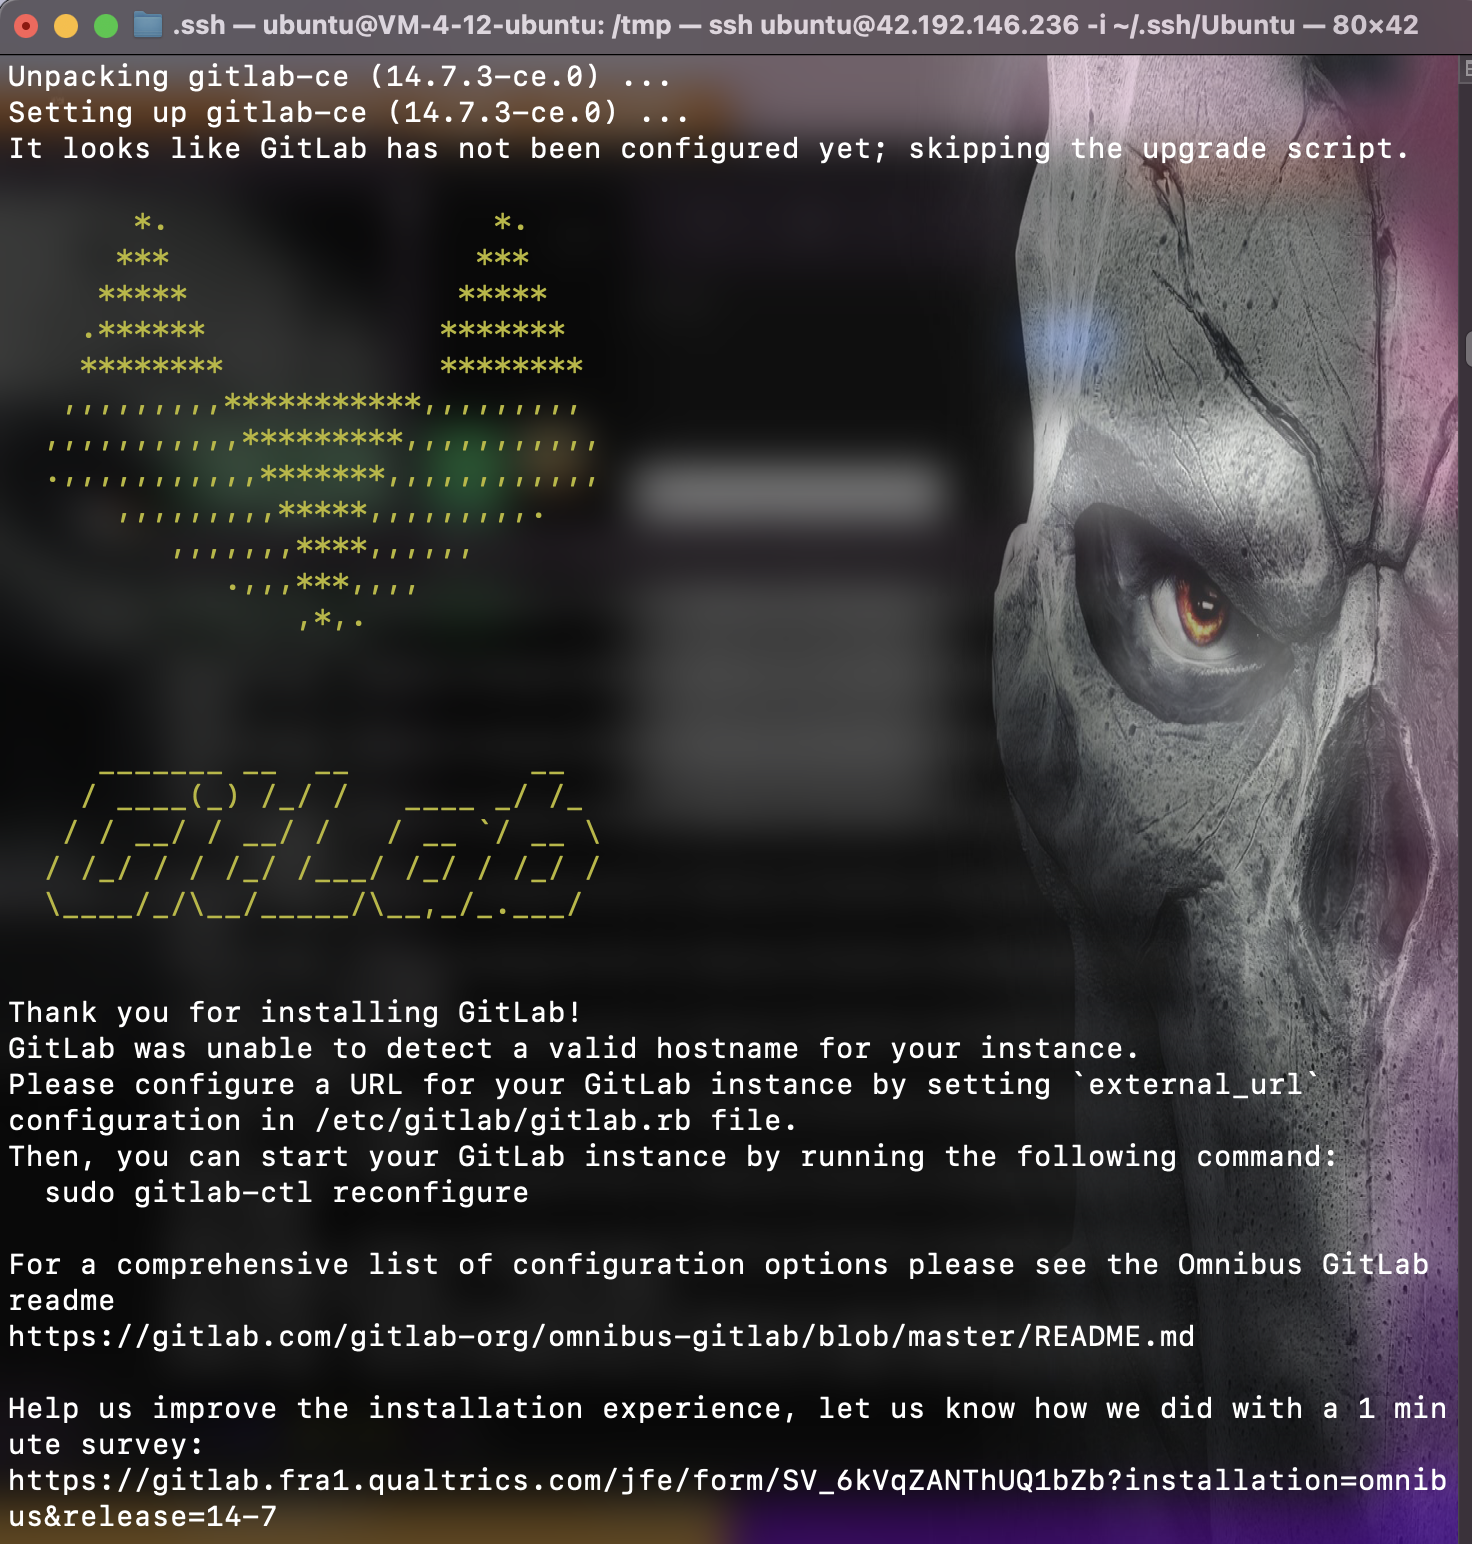 .ssh — ubuntu@VM-4-12-ubuntu: /tmp — ssh ubuntu@42.192.146.236 -i ~/.ssh/Ubuntu — 80×42
Unpacking gitlab-ce (14.7.3-ce.0) ...
Setting up gitlab-ce (14.7.3-ce.0) ...
It looks like GitLab has not been configured yet; skipping the upgrade script.
       *.                  *.
      ***                 ***
     *****               *****
    .******             *******
    ********            ********
   ,,,,,,,,,***********,,,,,,,,,
  ,,,,,,,,,,,*********,,,,,,,,,,,
  .,,,,,,,,,,,*******,,,,,,,,,,,,
      ,,,,,,,,,*****,,,,,,,,,.
         ,,,,,,,****,,,,,,
            .,,,***,,,,
                ,*,.
     _______ __  __          __
    / ____(_) /_/ /   ____ _/ /_
   / / __/ / __/ /   / __ `/ __ \
  / /_/ / / /_/ /___/ /_/ / /_/ /
  \____/_/\__/_____/\__,_/_.___/
Thank you for installing GitLab!
GitLab was unable to detect a valid hostname for your instance.
Please configure a URL for your GitLab instance by setting `external_url`
configuration in /etc/gitlab/gitlab.rb file.
Then, you can start your GitLab instance by running the following command:
  sudo gitlab-ctl reconfigure
For a comprehensive list of configuration options please see the Omnibus GitLab
readme
https://gitlab.com/gitlab-org/omnibus-gitlab/blob/master/README.md
Help us improve the installation experience, let us know how we did with a 1 min
ute survey:
https://gitlab.fra1.qualtrics.com/jfe/form/SV_6kVqZANThUQ1bZb?installation=omnib
us&release=14-7